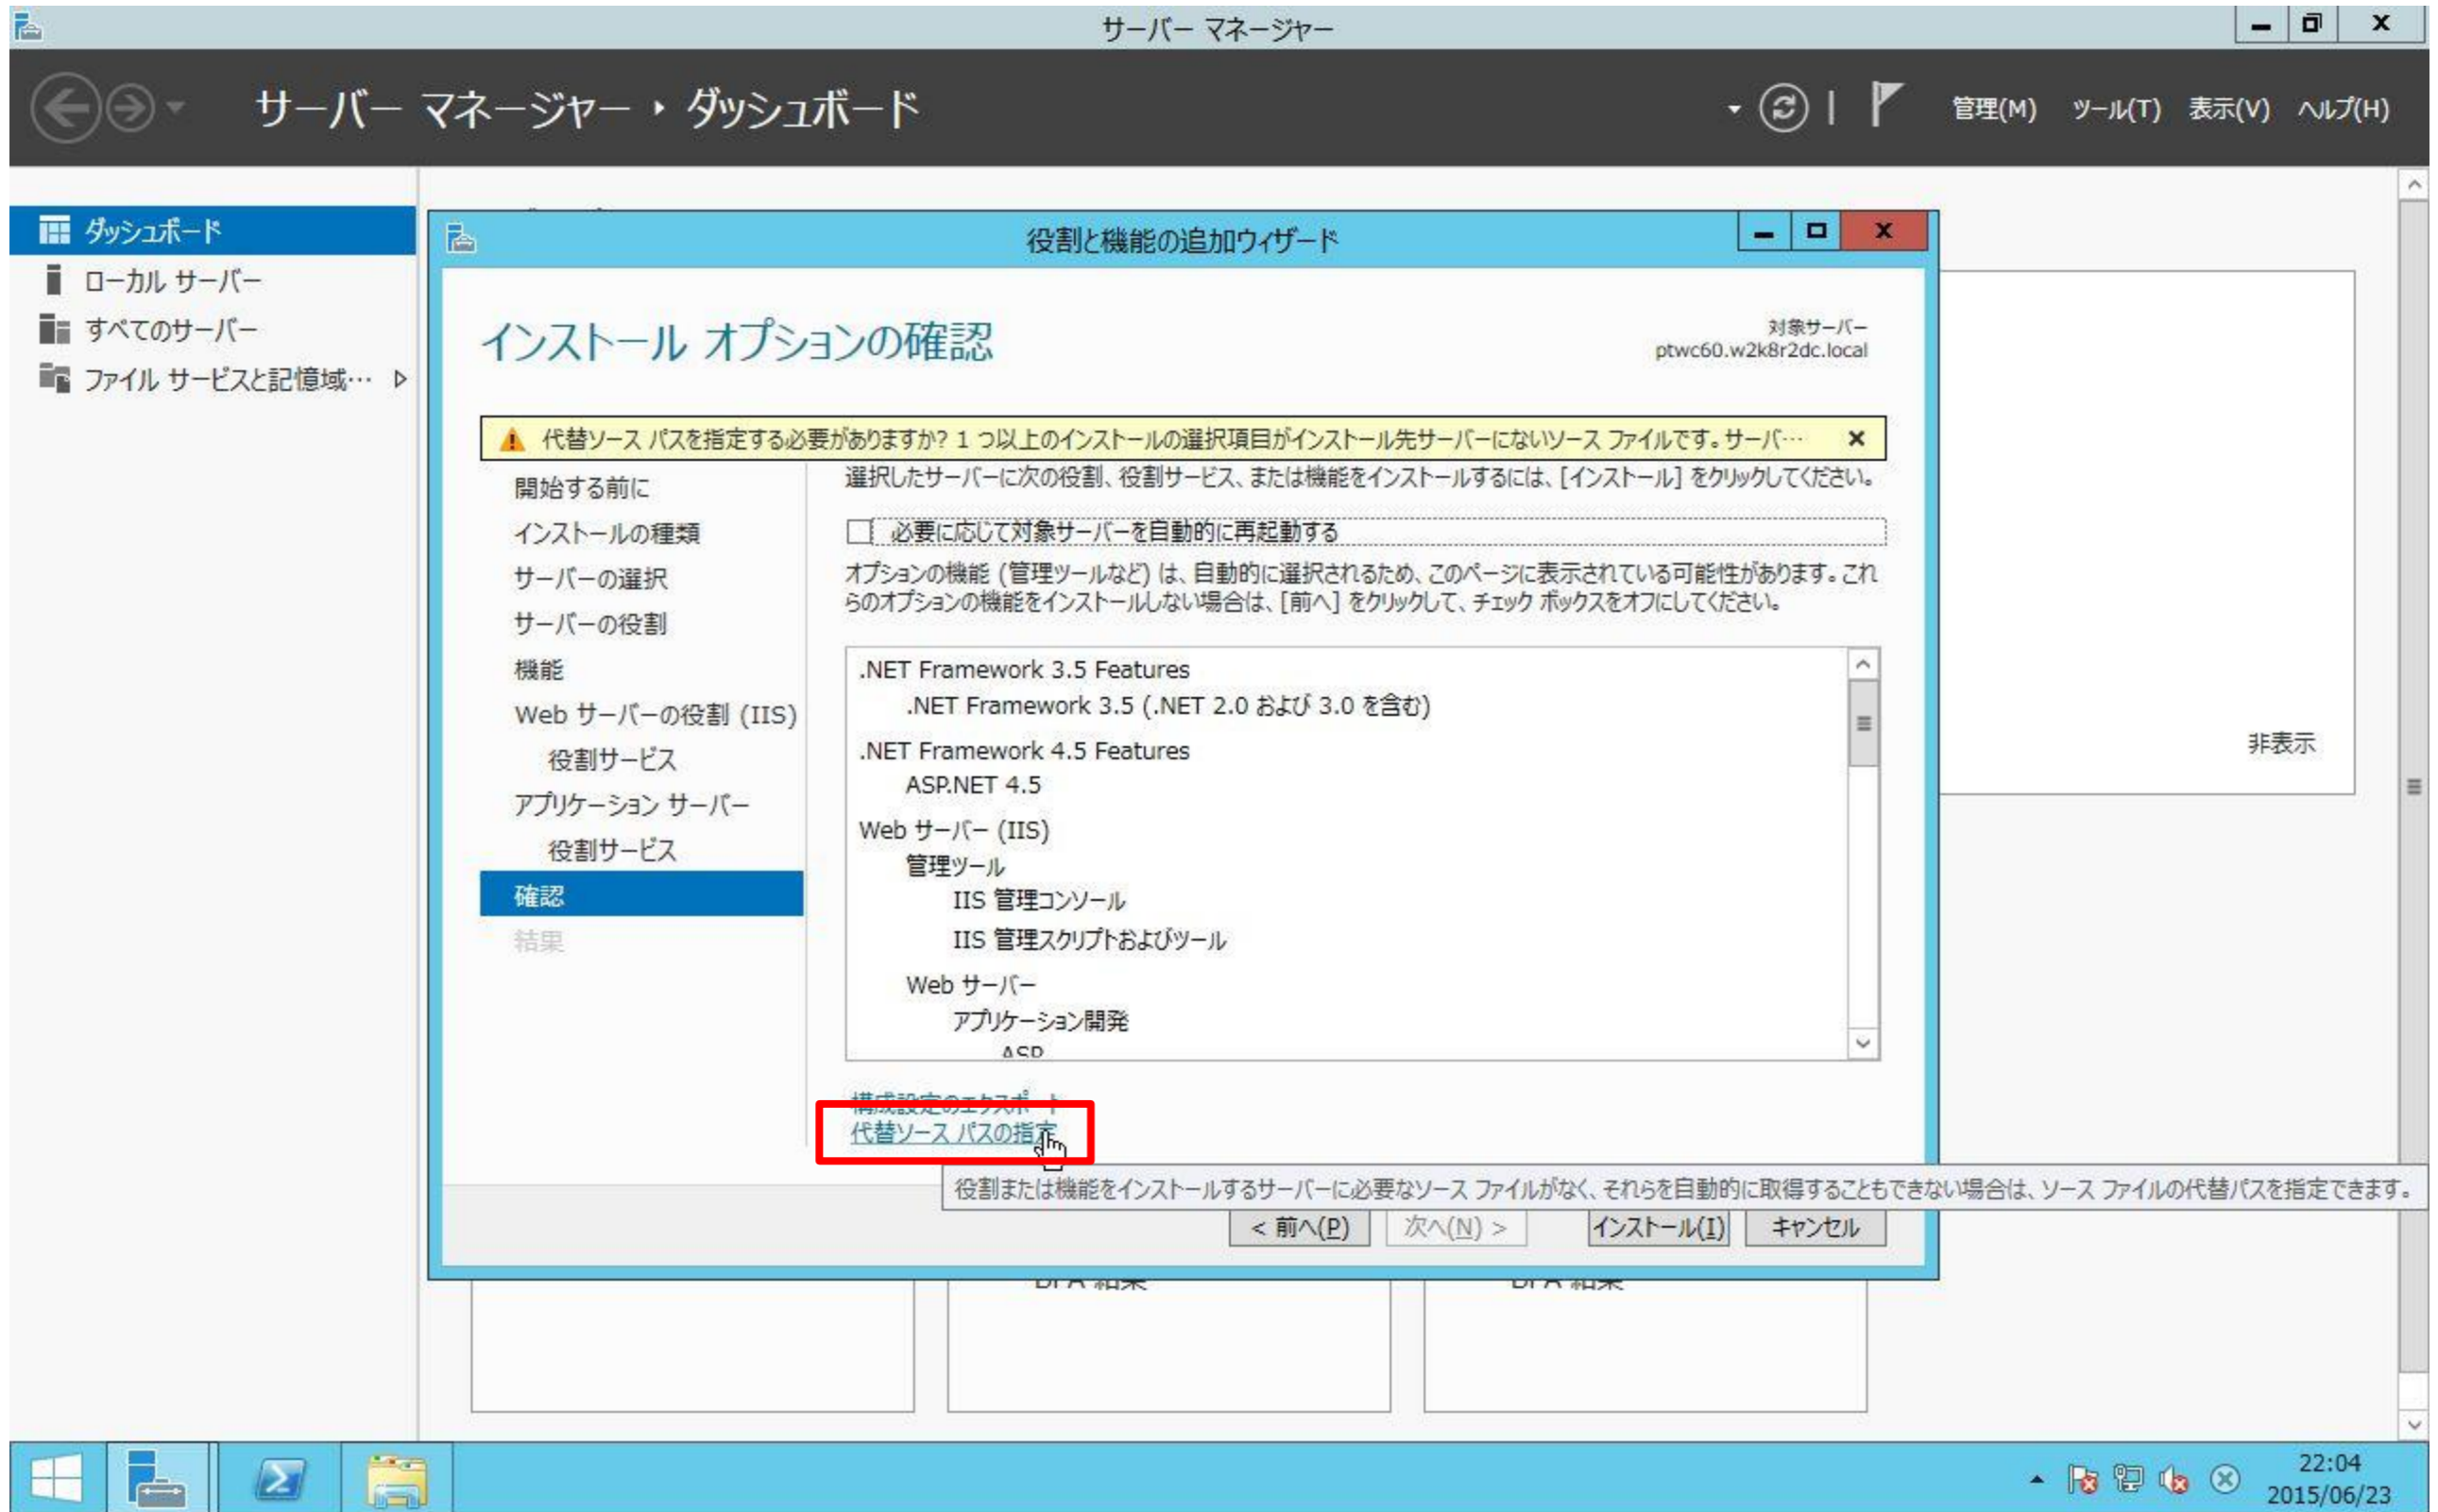 サーバー マネージャー
サーバー マネージャー ・ ダッシュボード
管理(M) ツール(T) 表示(V) ヘルプ(H)
ダッシュボード
ローカル サーバー
すべてのサーバー
ファイル サービスと記憶域…
役割と機能の追加ウィザード
インストール オプションの確認
対象サーバー
ptwc60.w2k8r2dc.local
代替ソース パスを指定する必要がありますか? 1 つ以上のインストールの選択項目がインストール先サーバーにないソース ファイルです。サーバ…
開始する前に
インストールの種類
サーバーの選択
サーバーの役割
機能
Web サーバーの役割 (IIS)
役割サービス
アプリケーション サーバー
役割サービス
確認
結果
選択したサーバーに次の役割、役割サービス、または機能をインストールするには、[インストール] をクリックしてください。
必要に応じて対象サーバーを自動的に再起動する
オプションの機能 (管理ツールなど) は、自動的に選択されるため、このページに表示されている可能性があります。これ
らのオプションの機能をインストールしない場合は、[前へ] をクリックして、チェック ボックスをオフにしてください。
.NET Framework 3.5 Features
.NET Framework 3.5 (.NET 2.0 および 3.0 を含む)
.NET Framework 4.5 Features
ASP.NET 4.5
Web サーバー (IIS)
管理ツール
IIS 管理コンソール
IIS 管理スクリプトおよびツール
Web サーバー
アプリケーション開発
ASP
構成設定のエクスポート
代替ソース パスの指定
役割または機能をインストールするサーバーに必要なソース ファイルがなく、それらを自動的に取得することもできない場合は、ソース ファイルの代替パスを指定できます。
< 前へ(P) 次へ(N) > インストール(I) キャンセル
非表示
BPA 結果
BPA 結果
22:04
2015/06/23